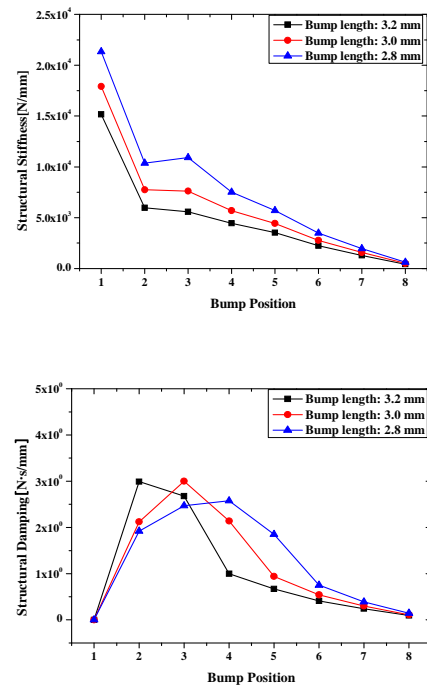 2.5x10⁴
2.0x10⁴
1.5x10⁴
1.0x10⁴
5.0x10³
0.0
Structural Stiffness[N/mm]
Bump length: 3.2 mm
Bump length: 3.0 mm
Bump length: 2.8 mm
1 2 3 4 5 6 7 8
Bump Position
5x10⁰
4x10⁰
3x10⁰
2x10⁰
1x10⁰
0
Structural Damping[N·s/mm]
Bump length: 3.2 mm
Bump length: 3.0 mm
Bump length: 2.8 mm
1 2 3 4 5 6 7 8
Bump Position